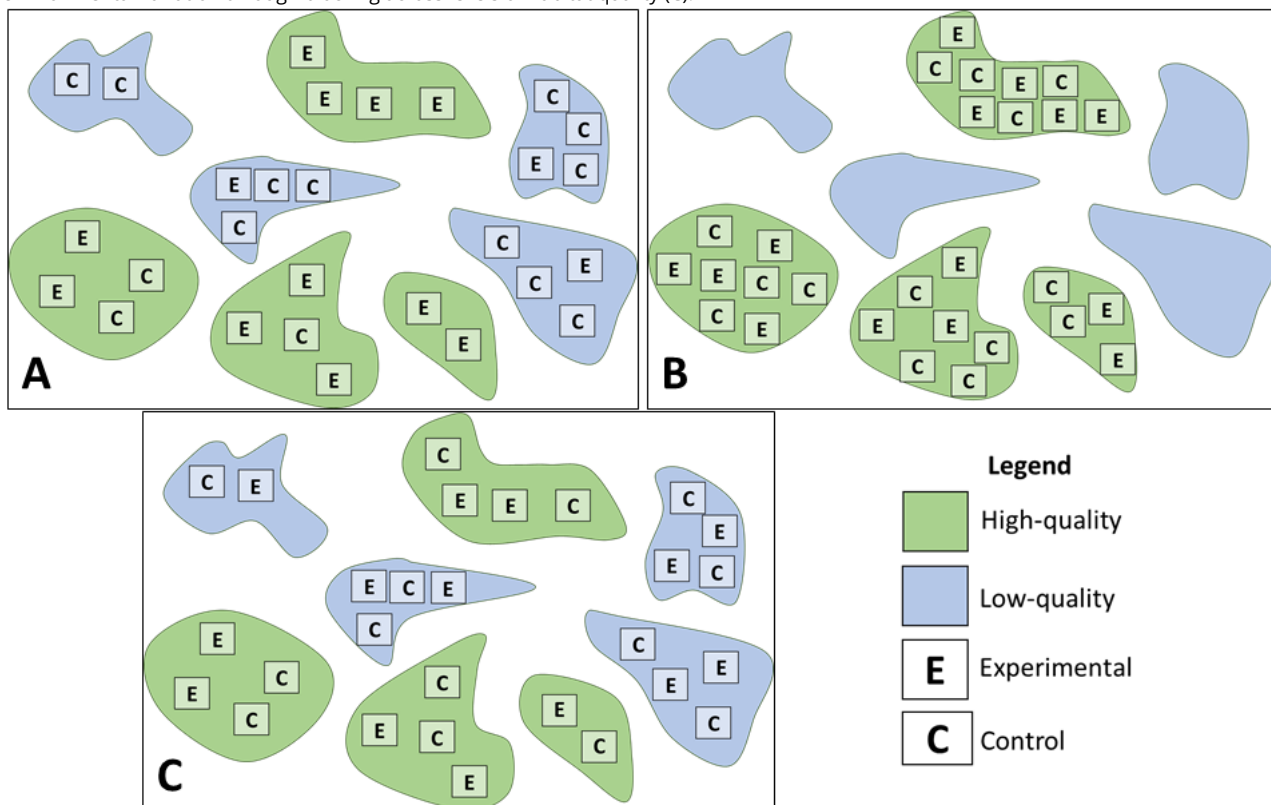 E
C C
E E E C
C
E C
E C C
C
E C
E C E C
E
E C C
E C E
A E
E
C C E C
E C E E
C E
E E C C
C E
E
C
E E C
C C
C E
C E
B
C
C E
E E C C
E
E C
E C E
C
E C
E C C E
E C
E C C
E C C
C E
Legend
High-quality
Low-quality
E Experimental
C Control